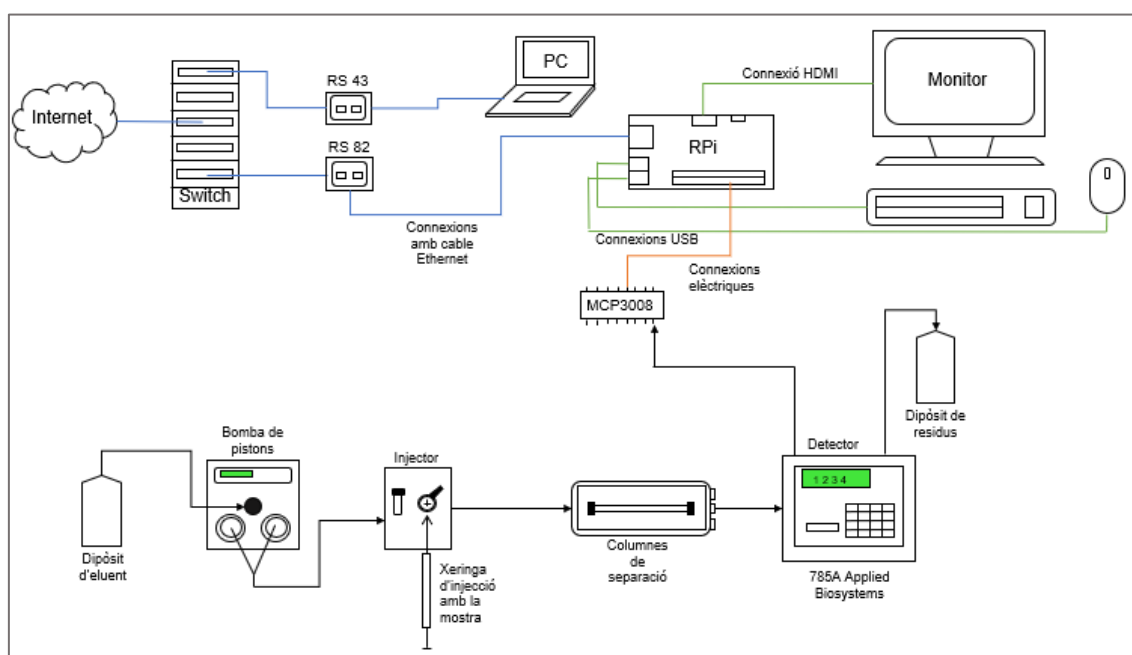 PC
RS 43
Connexió HDMI
Monitor
Internet
RPi
RS 82
Switch
Connexions
amb cable
Ethernet
Connexions USB
Connexions
elèctriques
MCP3008
Dipòsit de
residus
Bomba de
pistons
Injector
Detector
1 2 3 4
Dipòsit
d'eluent
Xeringa
d'injecció
amb la
mostra
Columnes
de
separació
785A Applied
Biosystems